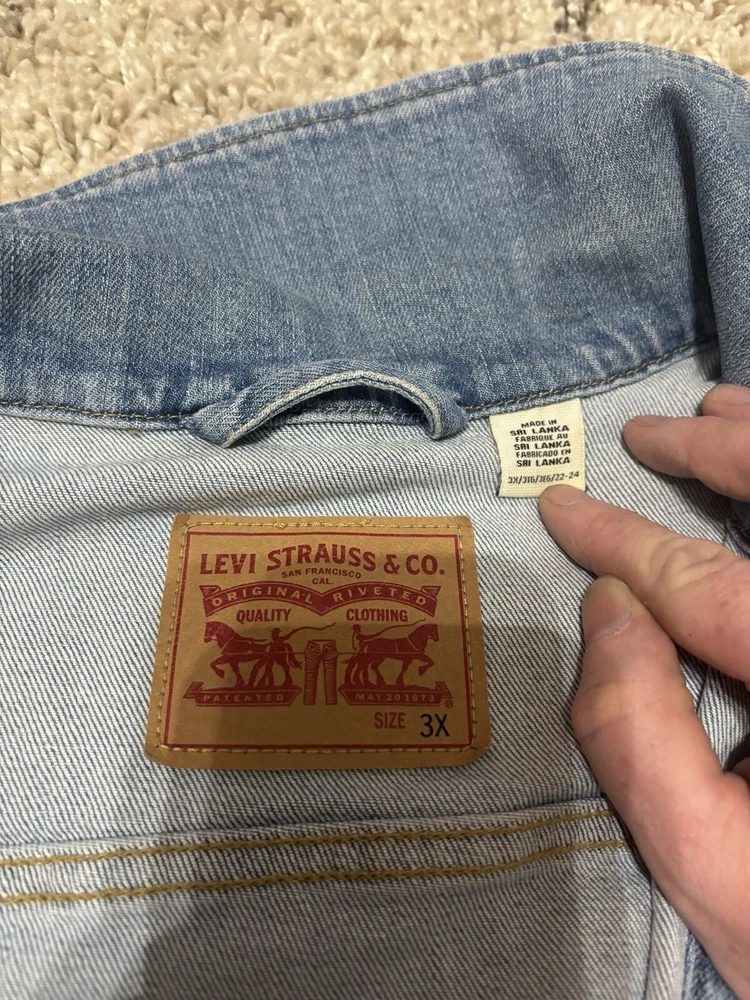 MADE IN
SRI LANKA
FABRIQUE AU
SRI LANKA
FABRICADO EN
SRI LANKA
3X/3TG/3EG/22-24
LEVI STRAUSS & CO.
SAN FRANCISCO
CAL.
ORIGINAL RIVETED
QUALITY CLOTHING
PATENTED MAY 20 1873 ®
SIZE 3X